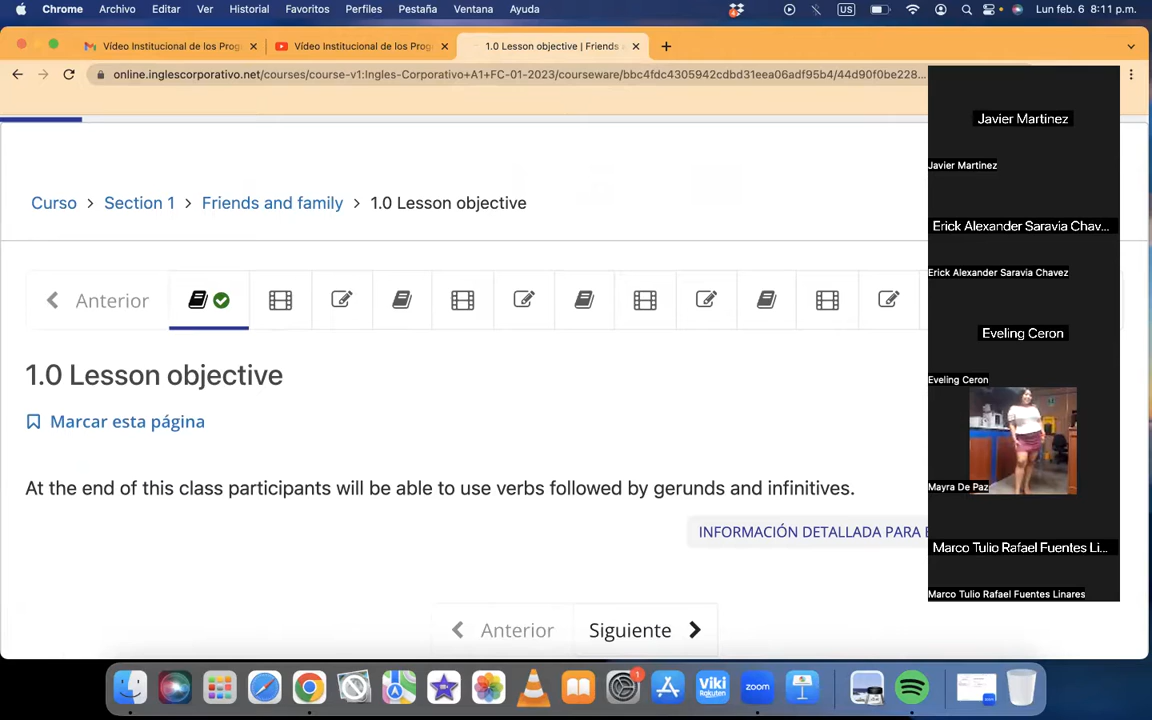 Chrome Archivo Editar Ver Historial Favoritos Perfiles Pestaña Ventana Ayuda US Lun feb. 6 8:11 p.m.
Vídeo Institucional de los Prog Vídeo Institucional de los Prog 1.0 Lesson objective | Friends
online.inglescorporativo.net/courses/course-v1:Ingles-Corporativo+A1+FC-01-2023/courseware/bbc4fdc4305942cdbd31eea06adf95b4/44d90f0be228...
Javier Martinez
Javier Martinez
Curso > Section 1 > Friends and family > 1.0 Lesson objective
Erick Alexander Saravia Chav...
Erick Alexander Saravia Chavez
Anterior
Eveling Ceron
Eveling Ceron
1.0 Lesson objective
Marcar esta página
At the end of this class participants will be able to use verbs followed by gerunds and infinitives.
Mayra De Paz
INFORMACIÓN DETALLADA PARA
Marco Tulio Rafael Fuentes Li...
Marco Tulio Rafael Fuentes Linares
Anterior Siguiente
1
Viki
Rakuten
zoom